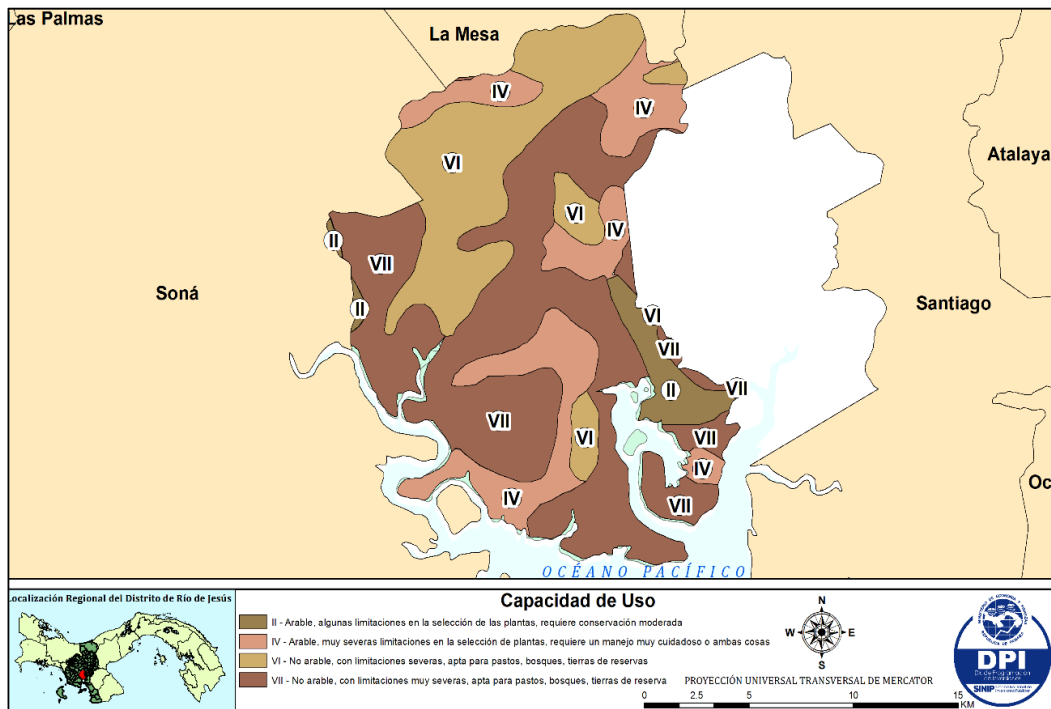 Las Palmas
La Mesa
IV
IV
Atalaya
VI
VI
IV
II
VII
Soná
II
Santiago
VI
VII
II
VII
VII
VI
VII
IV
IV
VII
Oc
OCÉANO PACÍFICO
Localización Regional del Distrito de Río de Jesús
Capacidad de Uso
II - Arable, algunas limitaciones en la selección de las plantas, requiere conservación moderada
IV - Arable, muy severas limitaciones en la selección de plantas, requiere un manejo muy cuidadoso o ambas cosas
VI - No arable, con limitaciones severas, apta para pastos, bosques, tierras de reservas
VII - No arable, con limitaciones muy severas, apta para pastos, bosques, tierras de reserva
N
W
E
S
PROYECCIÓN UNIVERSAL TRANSVERSAL DE MERCATOR
0
5
10
15
KM
DPI
SINIP